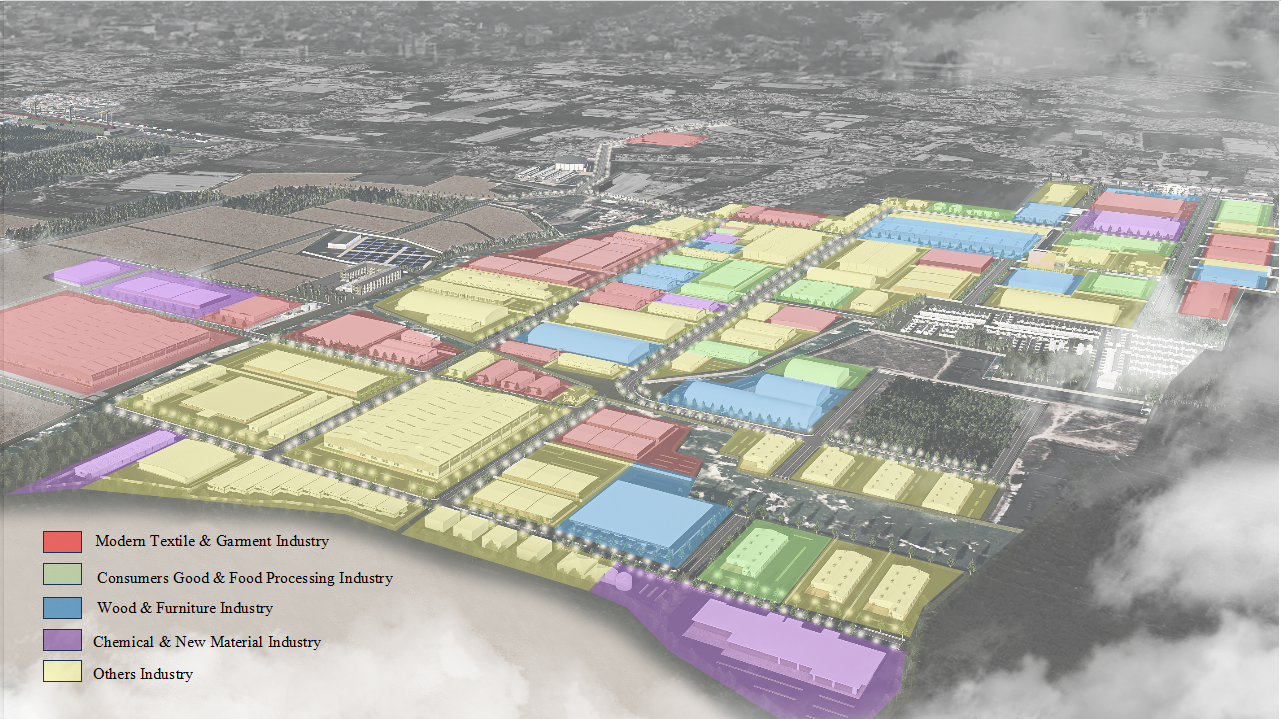 Modern Textile & Garment Industry
Consumers Good & Food Processing Industry
Wood & Furniture Industry
Chemical & New Material Industry
Others Industry